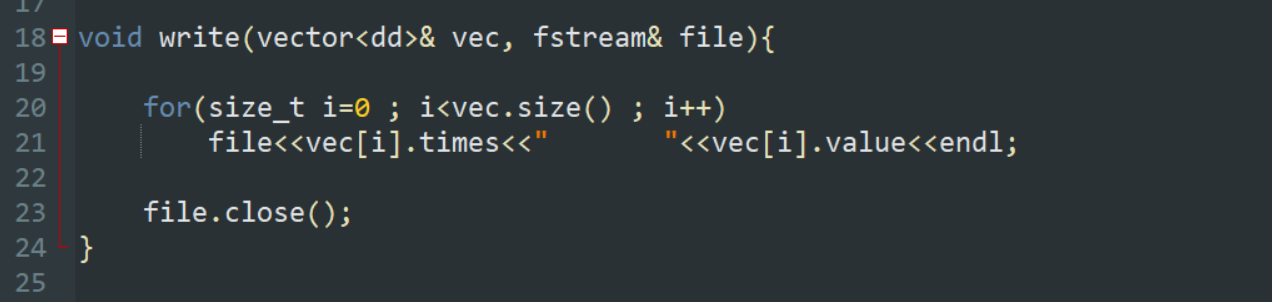 17
18 void write(vector<dd>& vec, fstream& file){
19
20     for(size_t i=0 ; i<vec.size() ; i++)
21         file<<vec[i].times<<"       "<<vec[i].value<<endl;
22
23     file.close();
24 }
25